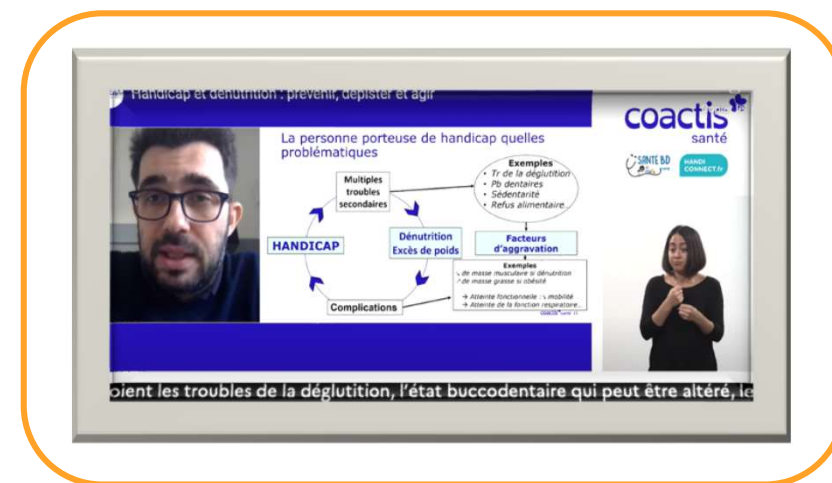 Handicap et dénutrition : prévenir, dépister et agir
coactis
santé
SANTÉ BD
HANDI
CONNECT.fr
La personne porteuse de handicap quelles
problématiques
Multiples
troubles
secondaires
Exemples
• Tr de la déglutition
• Pb dentaires
• Sédentarité
• Refus alimentaire...
HANDICAP
Dénutrition
Excès de poids
Facteurs
d'aggravation
Complications
Exemples
↘ de masse musculaire si dénutrition
↗ de masse grasse si obésité
→ Atteinte fonctionnelle : ↘ mobilité
→ Atteinte de la fonction respiratoire...
oient les troubles de la déglutition, l'état buccodentaire qui peut être altéré, le